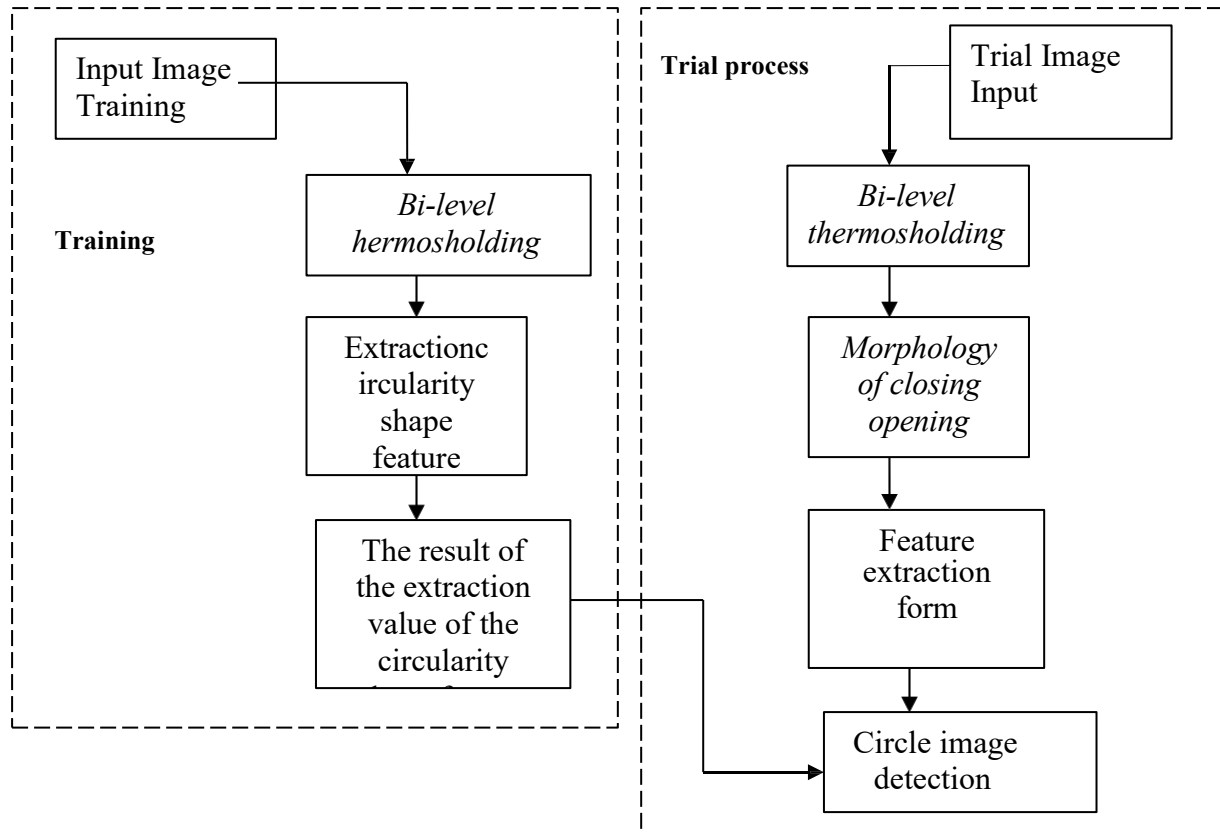 Input Image
Training
Training
Bi-level
hermosholding
Extractionc
ircularity
shape
feature
The result of
the extraction
value of the
circularity
Trial process
Trial Image
Input
Bi-level
thermosholding
Morphology
of closing
opening
Feature
extraction
form
Circle image
detection